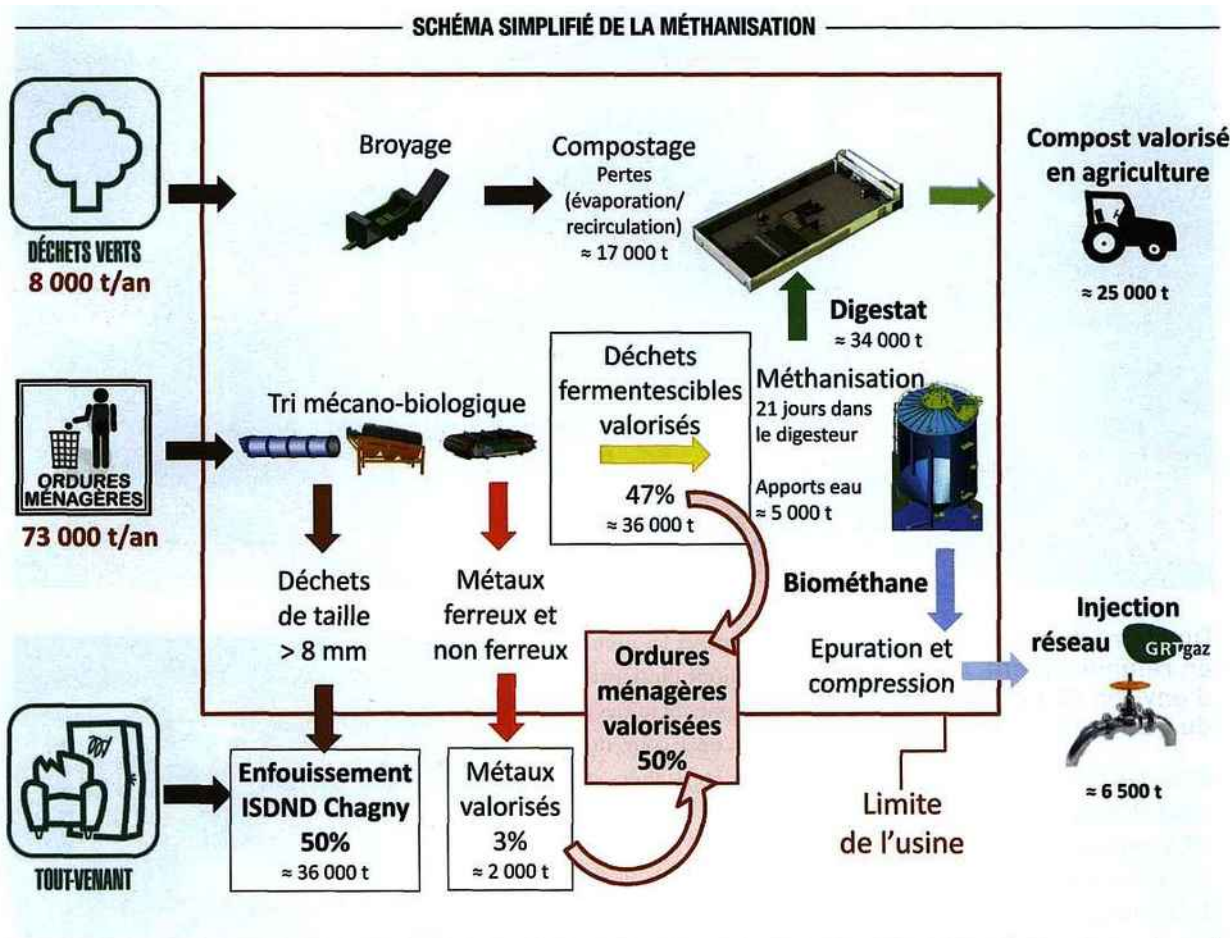 SCHÉMA SIMPLIFIÉ DE LA MÉTHANISATION
DÉCHETS VERTS
8 000 t/an
Broyage
Compostage
Pertes
(évaporation/
recirculation)
≈ 17 000 t
Compost valorisé
en agriculture
≈ 25 000 t
Digestat
≈ 34 000 t
ORDURES
MÉNAGÈRES
73 000 t/an
Tri mécano-biologique
Déchets
fermentescibles
valorisés
47%
≈ 36 000 t
Méthanisation
21 jours dans
le digesteur
Apports eau
≈ 5 000 t
Déchets
de taille
> 8 mm
Métaux
ferreux et
non ferreux
Ordures
ménagères
valorisées
50%
Biométhane
Epuration et
compression
Injection
réseau
GRTgaz
≈ 6 500 t
TOUT-VENANT
Enfouissement
ISDND Chagny
50%
≈ 36 000 t
Métaux
valorisés
3%
≈ 2 000 t
Limite
de l'usine